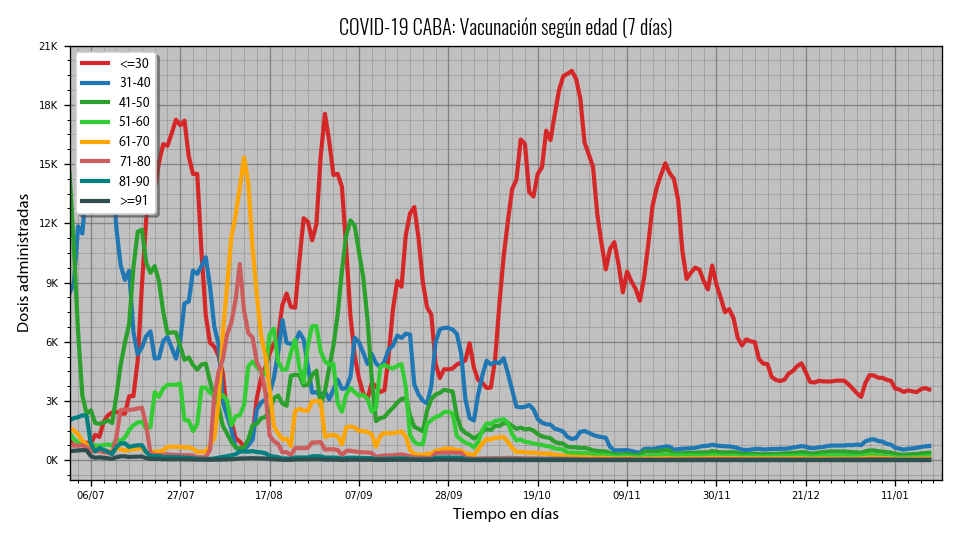 COVID-19 CABA: Vacunación según edad (7 días)
21K
18K
15K
12K
9K
6K
3K
0K
Dosis administradas
<=30
31-40
41-50
51-60
61-70
71-80
81-90
>=91
06/07 27/07 17/08 07/09 28/09 19/10 09/11 30/11 21/12 11/01
Tiempo en días